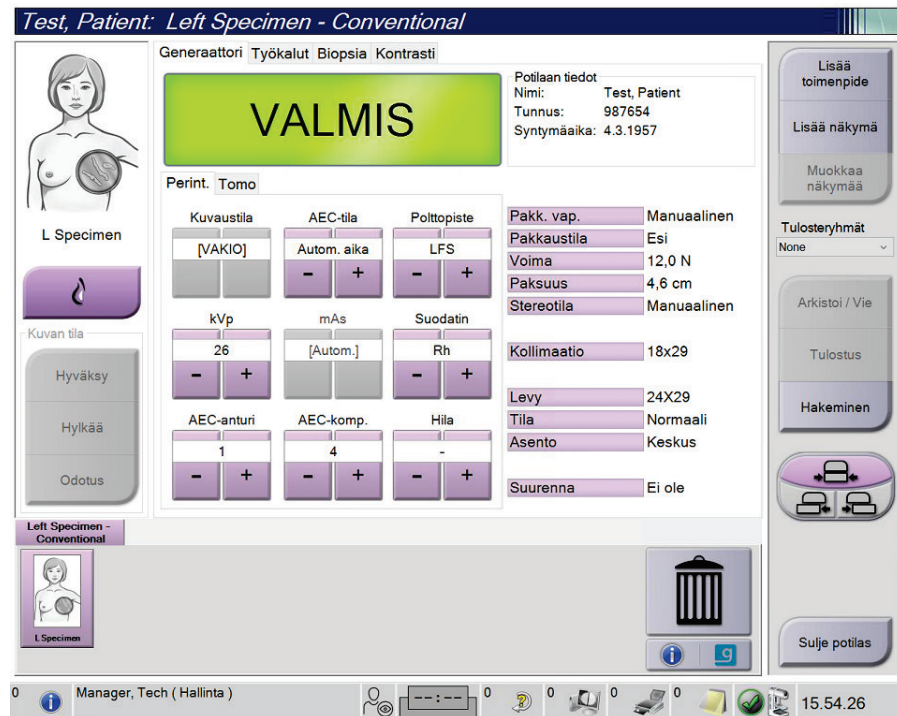 Test, Patient: Left Specimen - Conventional
Generaattori Työkalut Biopsia Kontrasti
VALMIS
Potilaan tiedot
Nimi: Test, Patient
Tunnus: 987654
Syntymäaika: 4.3.1957
L Specimen
Kuvan tila
Hyväksy
Hylkää
Odotus
Perint. Tomo
Kuvaustila AEC-tila Polttopiste
[VAKIO] Autom. aika LFS
- + - +
kVp mAs Suodatin
26 [Autom.] Rh
- + - +
AEC-anturi AEC-komp. Hila
1 4 -
- + - + - +
Pakk. vap. Manuaalinen
Pakkaustila Esi
Voima 12,0 N
Paksuus 4,6 cm
Stereotila Manuaalinen
Kollimaatio 18x29
Levy 24X29
Tila Normaali
Asento Keskus
Suurenna Ei ole
Lisää
toimenpide
Lisää näkymä
Muokkaa
näkymää
Tulosteryhmät
None
Arkistoi / Vie
Tulostus
Hakeminen
Left Specimen -
Conventional
L Specimen
i g
Sulje potilas
0 i Manager, Tech ( Hallinta ) --:-- 0 ? 0 0 0 15.54.26